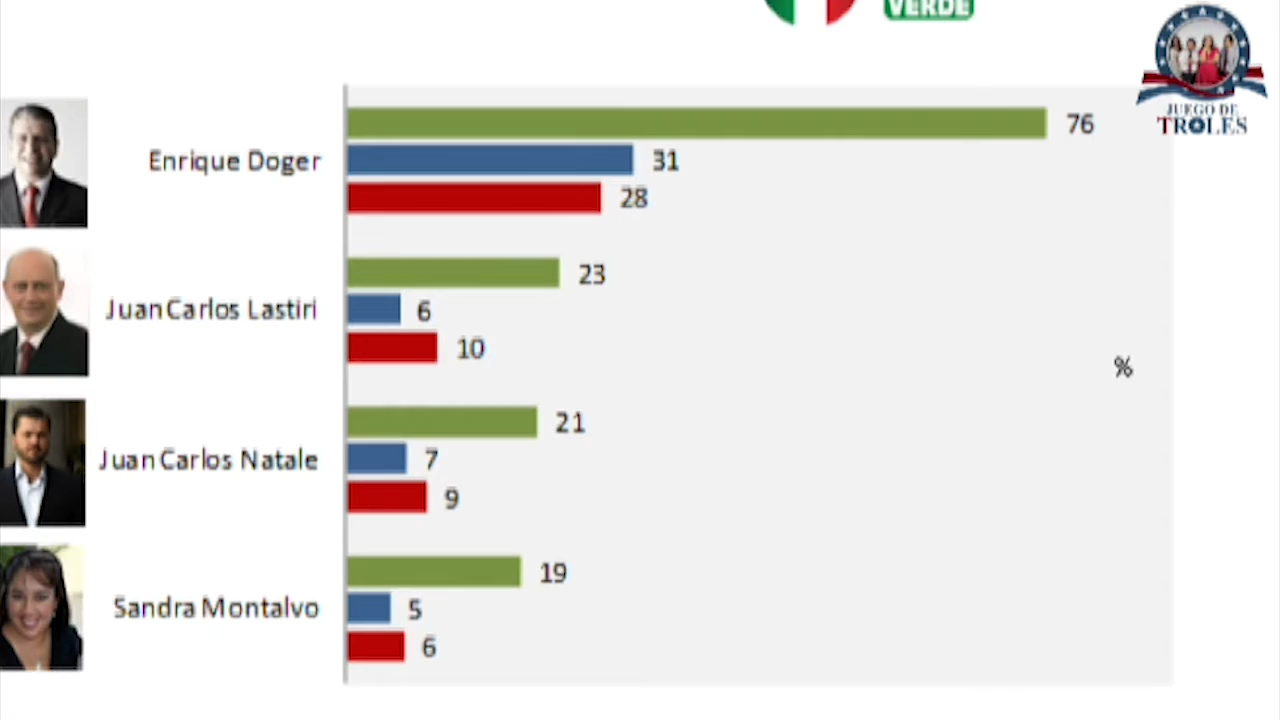 VERDE
JUEGO DE
TROLES
76
Enrique Doger
31
28
23
Juan Carlos Lastiri
6
10
%
21
Juan Carlos Natale
7
9
19
Sandra Montalvo
5
6